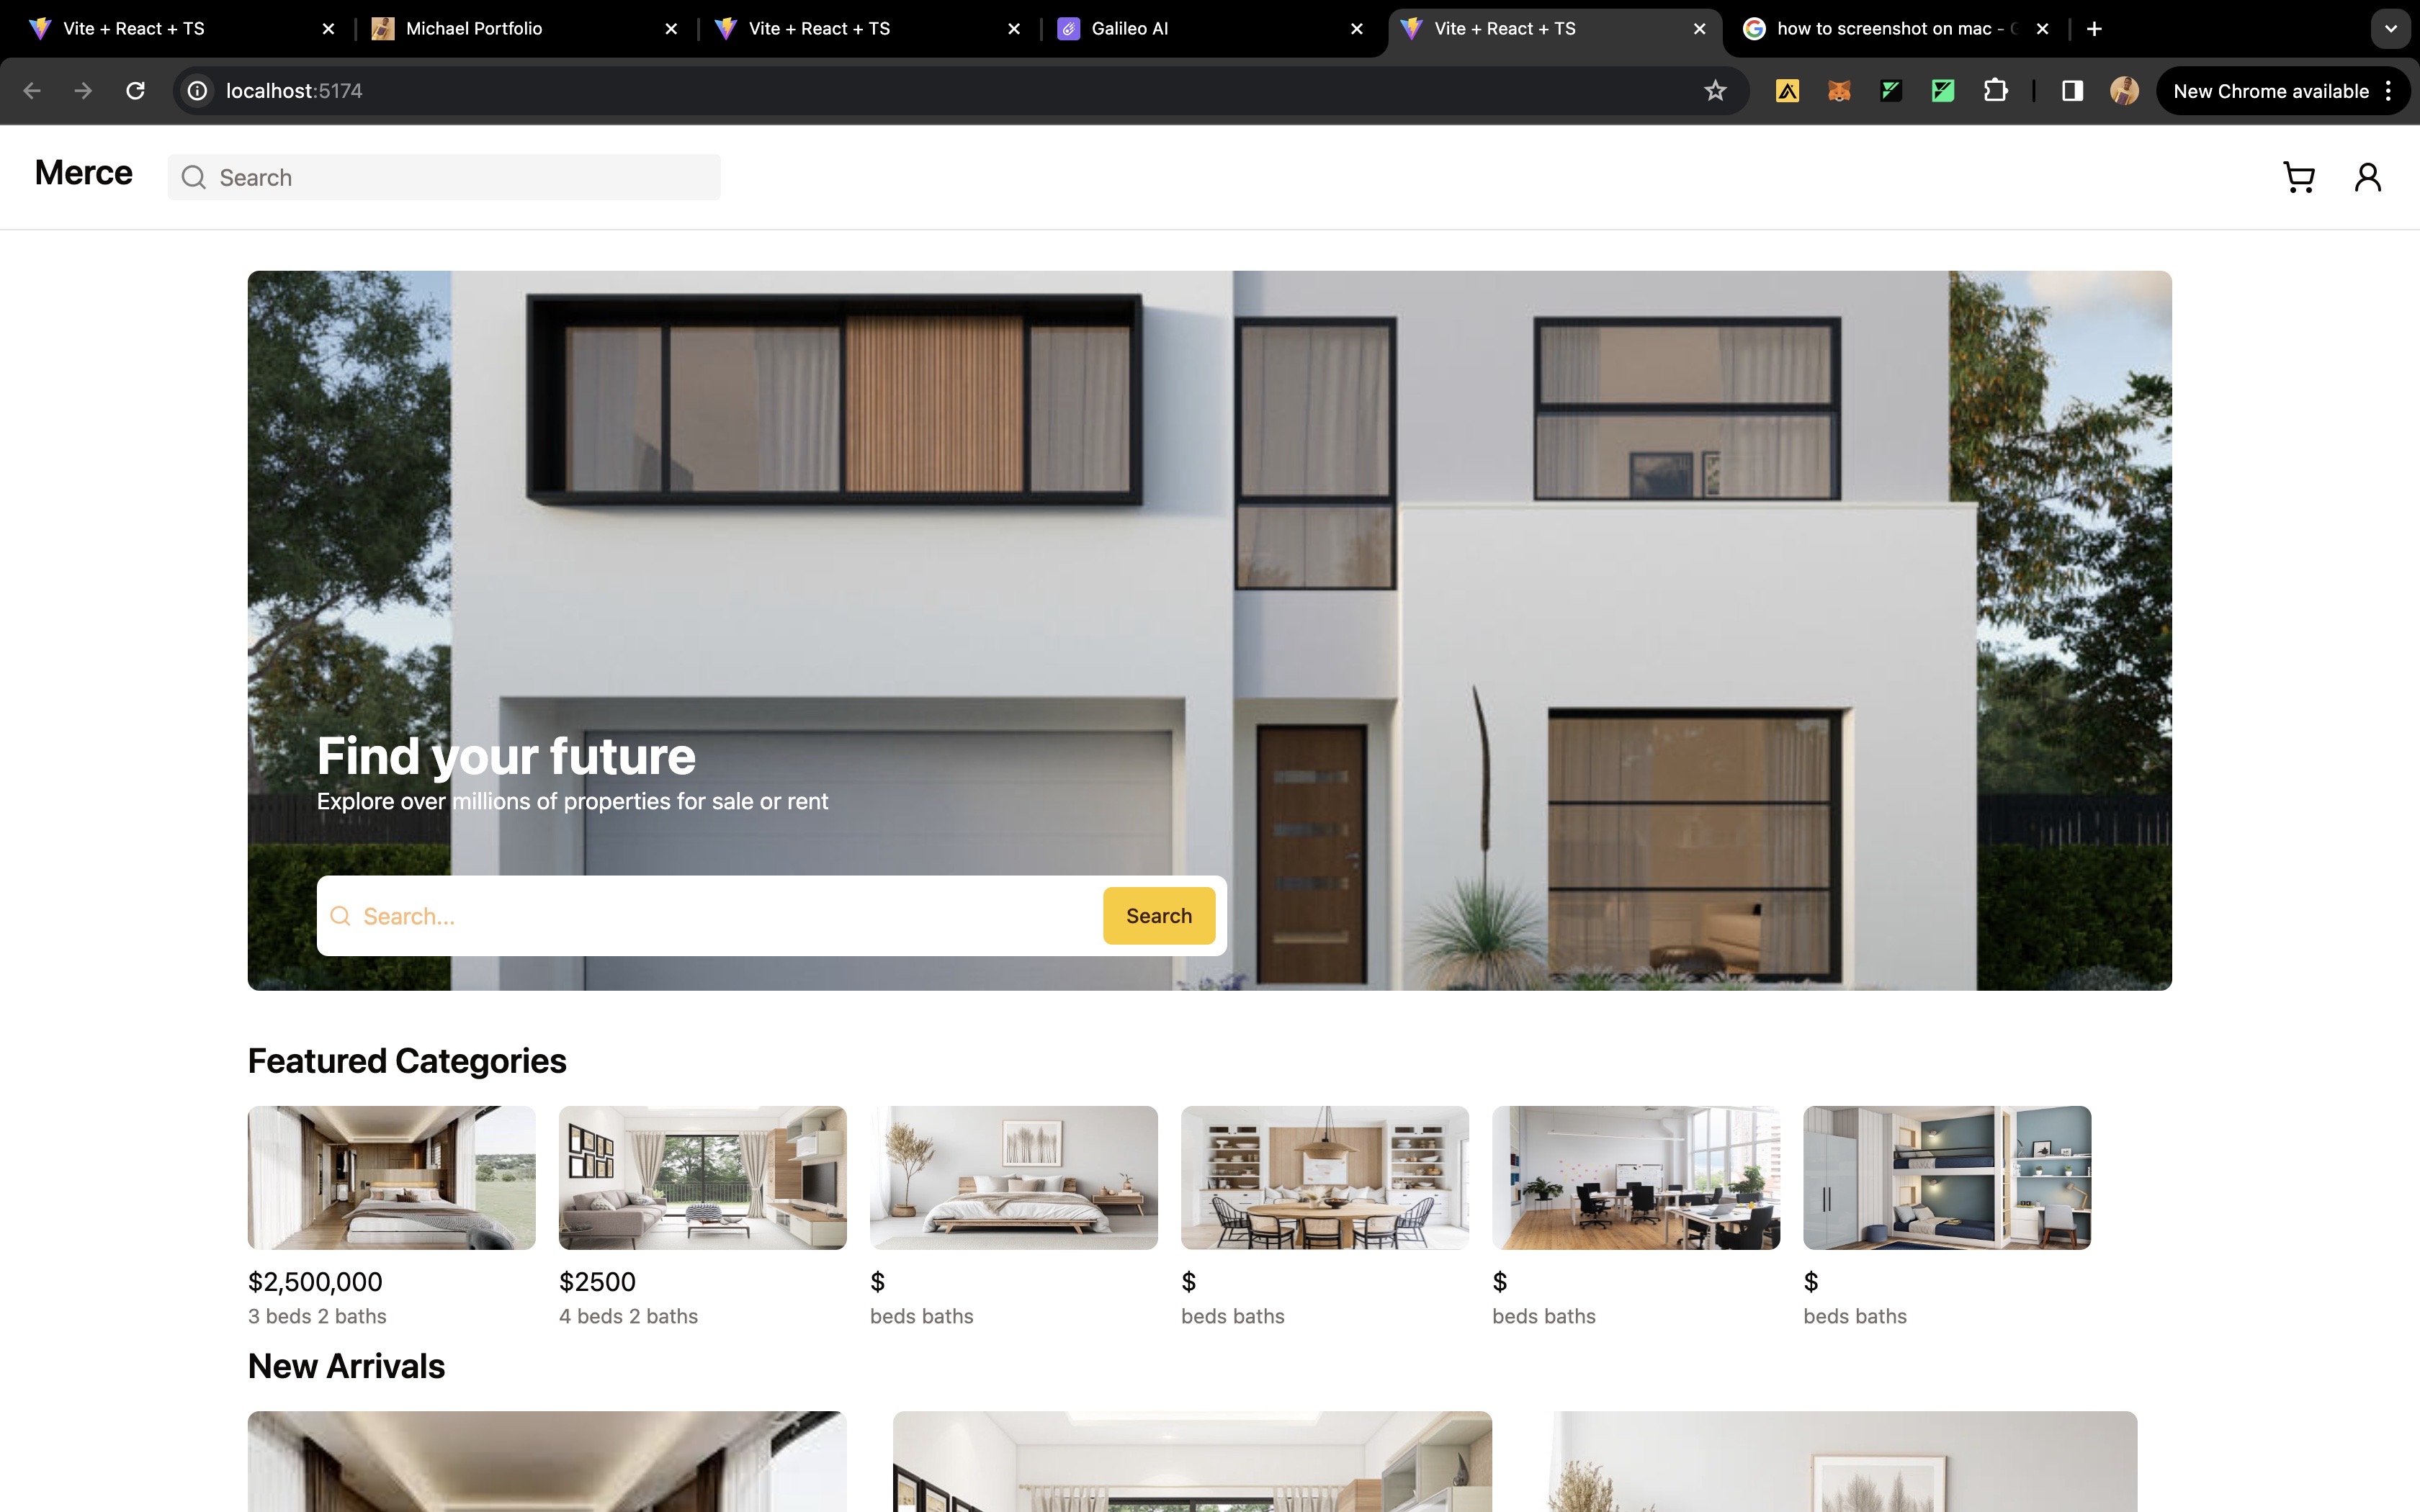 Vite + React + TS
Michael Portfolio
Vite + React + TS
Galileo AI
Vite + React + TS
how to screenshot on mac -
localhost:5174
New Chrome available
Merce
Search
Find your future
Explore over millions of properties for sale or rent
Search...
Search
Featured Categories
$2,500,000
3 beds 2 baths
$2500
4 beds 2 baths
$
beds baths
$
beds baths
$
beds baths
$
beds baths
New Arrivals